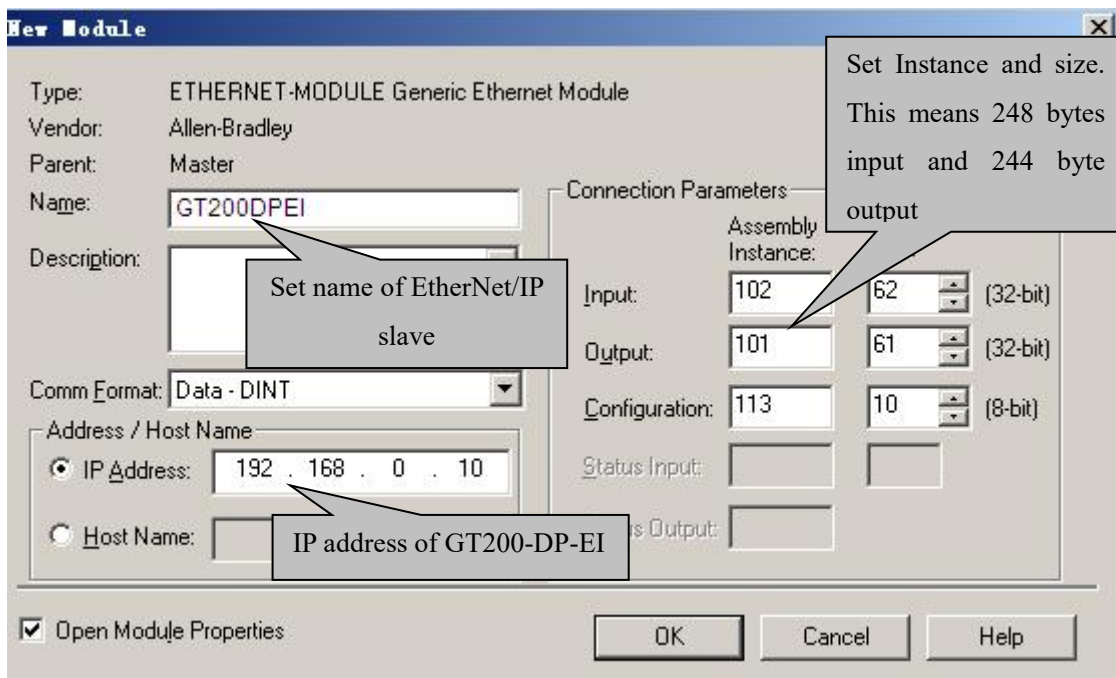 New Module
Type: ETHERNET-MODULE Generic Ethernet Module
Vendor: Allen-Bradley
Parent: Master
Name: GT200DPEI
Description:
Set name of EtherNet/IP
slave
Comm Format: Data - DINT
Address / Host Name
IP Address: 192 . 168 . 0 . 10
Host Name:
IP address of GT200-DP-EI
Set Instance and size.
This means 248 bytes
input and 244 byte
output
Connection Parameters
Assembly
Instance:
Input: 102 62 (32-bit)
Output: 101 61 (32-bit)
Configuration: 113 10 (8-bit)
Status Input:
Output:
Open Module Properties
OK Cancel Help